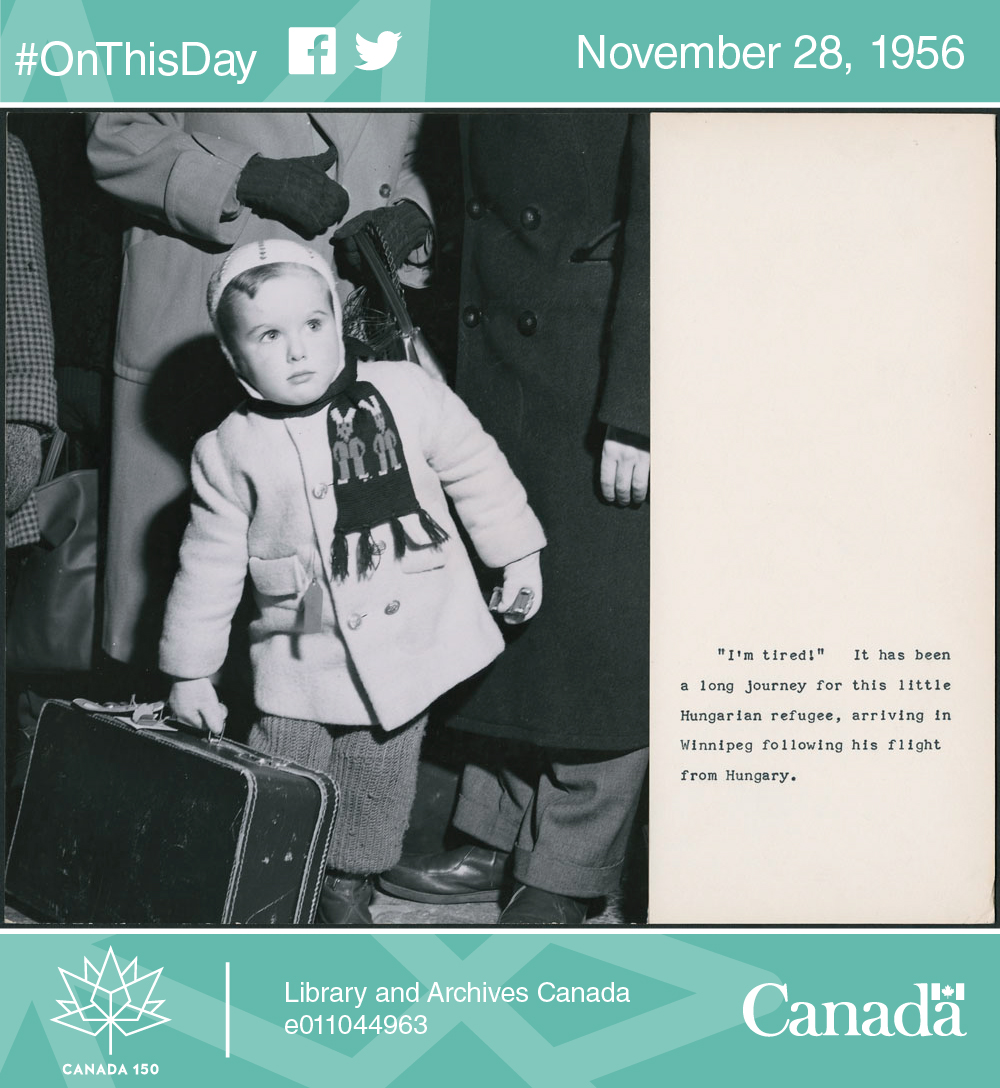 #OnThisDay
November 28, 1956
"I'm tired!" It has been
a long journey for this little
Hungarian refugee, arriving in
Winnipeg following his flight
from Hungary.
CANADA 150
Library and Archives Canada
e011044963
Canada